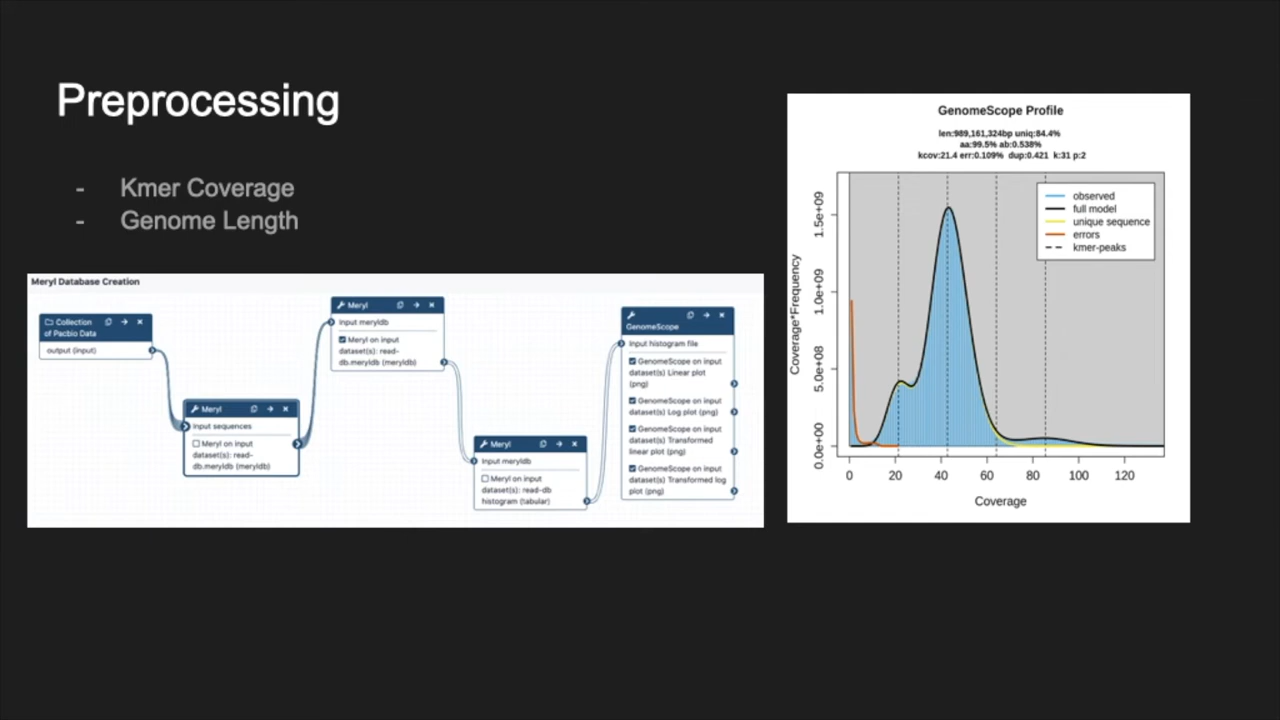 Preprocessing
- Kmer Coverage
- Genome Length
Meryl Database Creation
Collection
of Pacbio Data
output (input)
Meryl
Input sequences
Meryl on input
dataset(s): read-
db.meryldb (meryldb)
Meryl
Input meryldb
Meryl on input
dataset(s): read-
db.meryldb (meryldb)
Meryl
Input meryldb
Meryl on input
dataset(s): read-db
histogram (tabular)
GenomeScope
Input histogram file
GenomeScope on input
dataset(s) Linear plot
(png)
GenomeScope on input
dataset(s) Log plot (png)
GenomeScope on input
dataset(s) Transformed
linear plot (png)
GenomeScope on input
dataset(s) Transformed log
plot (png)
GenomeScope Profile
len:989,161,324bp uniq:84.4%
aa:99.5% ab:0.538%
kcov:21.4 err:0.109% dup:0.421 k:31 p:2
observed
full model
unique sequence
errors
kmer-peaks
Coverage*Frequency
1.5e+09
1.0e+09
5.0e+08
0.0e+00
0 20 40 60 80 100 120
Coverage